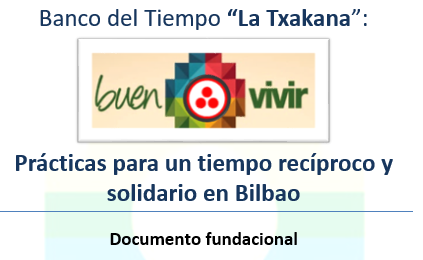 Banco del Tiempo “La Txakana”:
buen vivir
Prácticas para un tiempo recíproco y
solidario en Bilbao
Documento fundacional